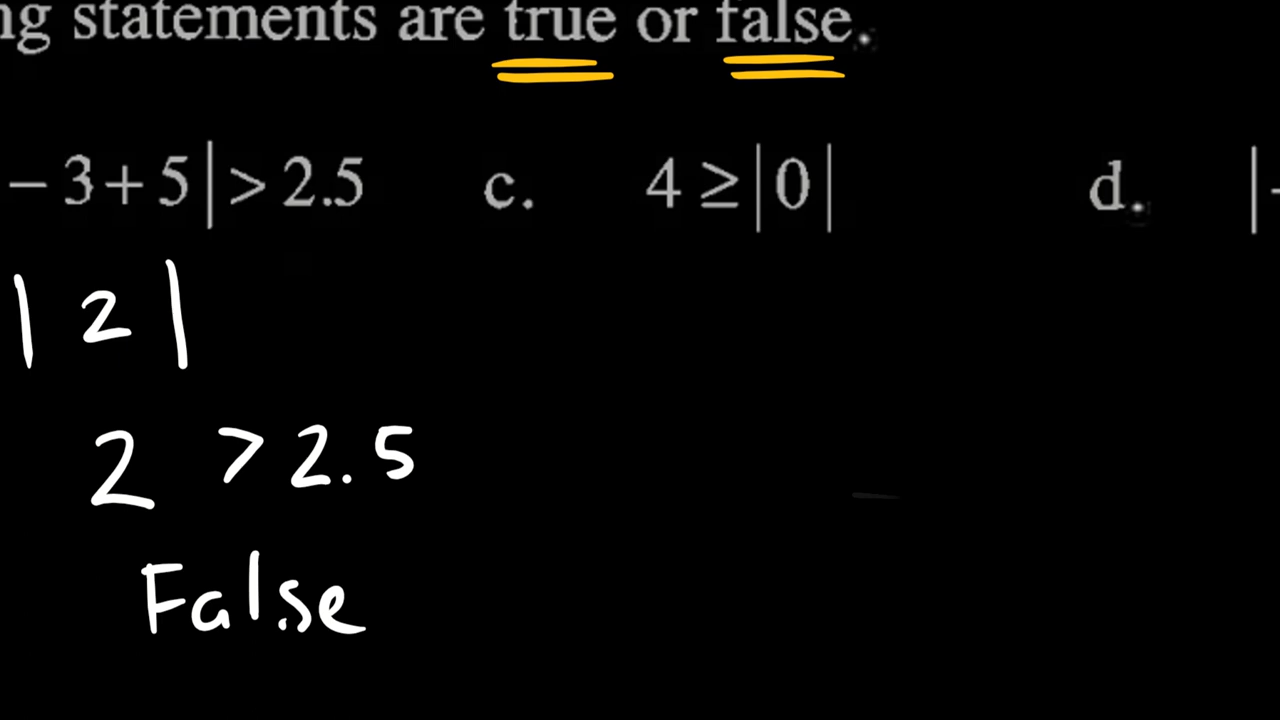 ng statements are true or false.
− 3 + 5| > 2.5 c. 4 ≥ |0| d. |-
|2|
2 > 2.5
False